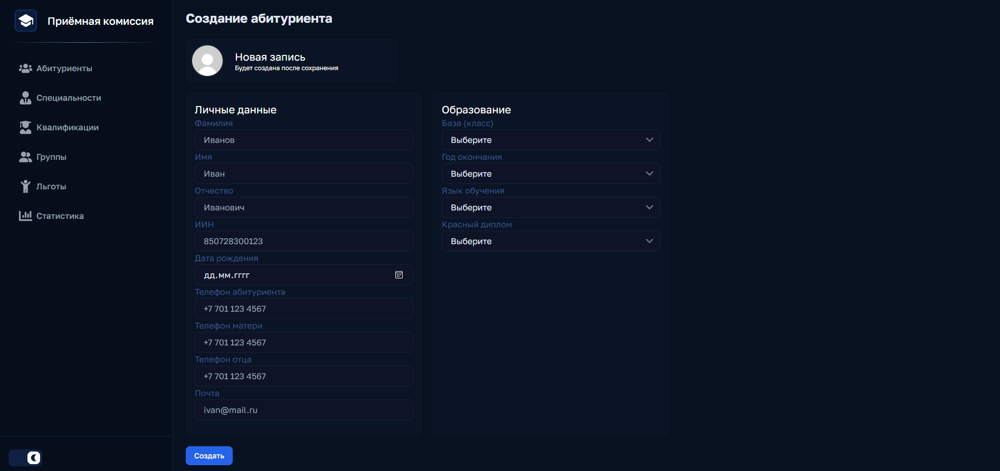 Приёмная комиссия
Абитуриенты
Специальности
Квалификации
Группы
Льготы
Статистика
Создание абитуриента
Новая запись
Будет создана после сохранения
Личные данные
Фамилия
Иванов
Имя
Иван
Отчество
Иванович
ИИН
850728300123
Дата рождения
дд.мм.гггг
Телефон абитуриента
+7 701 123 4567
Телефон матери
+7 701 123 4567
Телефон отца
+7 701 123 4567
Почта
ivan@mail.ru
Образование
База (класс)
Выберите
Год окончания
Выберите
Язык обучения
Выберите
Красный диплом
Выберите
Создать